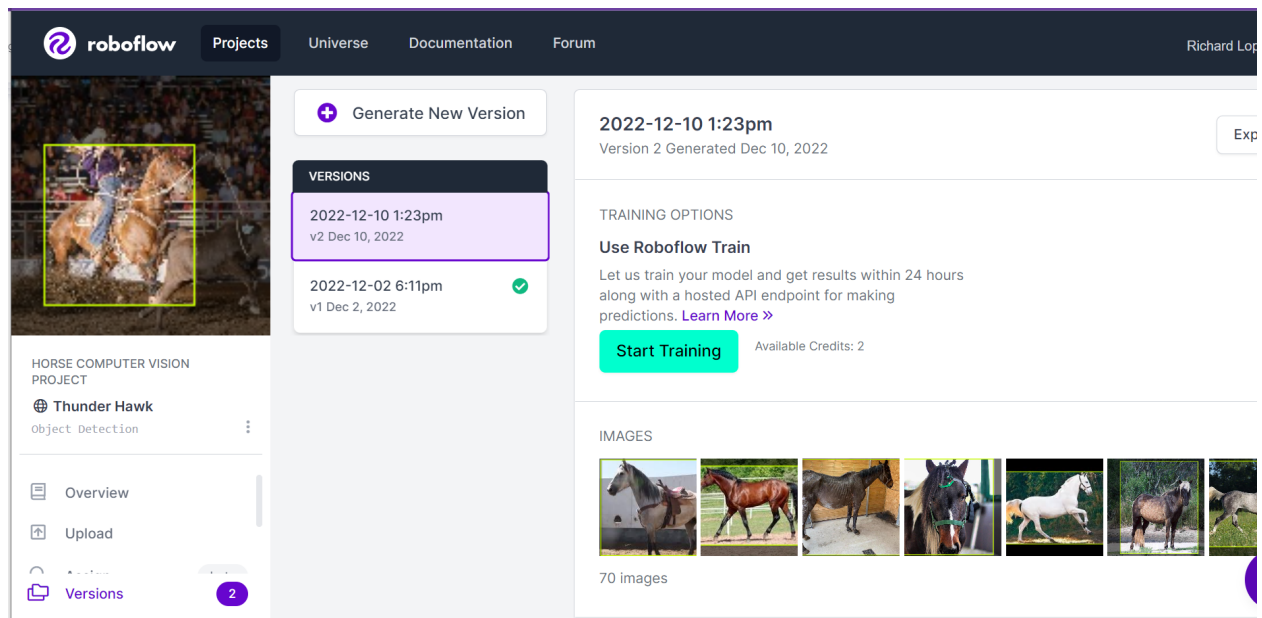 roboflow
Projects
Universe
Documentation
Forum
Richard Lop
Generate New Version
VERSIONS
2022-12-10 1:23pm
v2 Dec 10, 2022
2022-12-02 6:11pm
v1 Dec 2, 2022
2022-12-10 1:23pm
Version 2 Generated Dec 10, 2022
Exp
TRAINING OPTIONS
Use Roboflow Train
Let us train your model and get results within 24 hours
along with a hosted API endpoint for making
predictions. Learn More »
Start Training
Available Credits: 2
IMAGES
70 images
HORSE COMPUTER VISION
PROJECT
Thunder Hawk
Object Detection
Overview
Upload
Versions
2